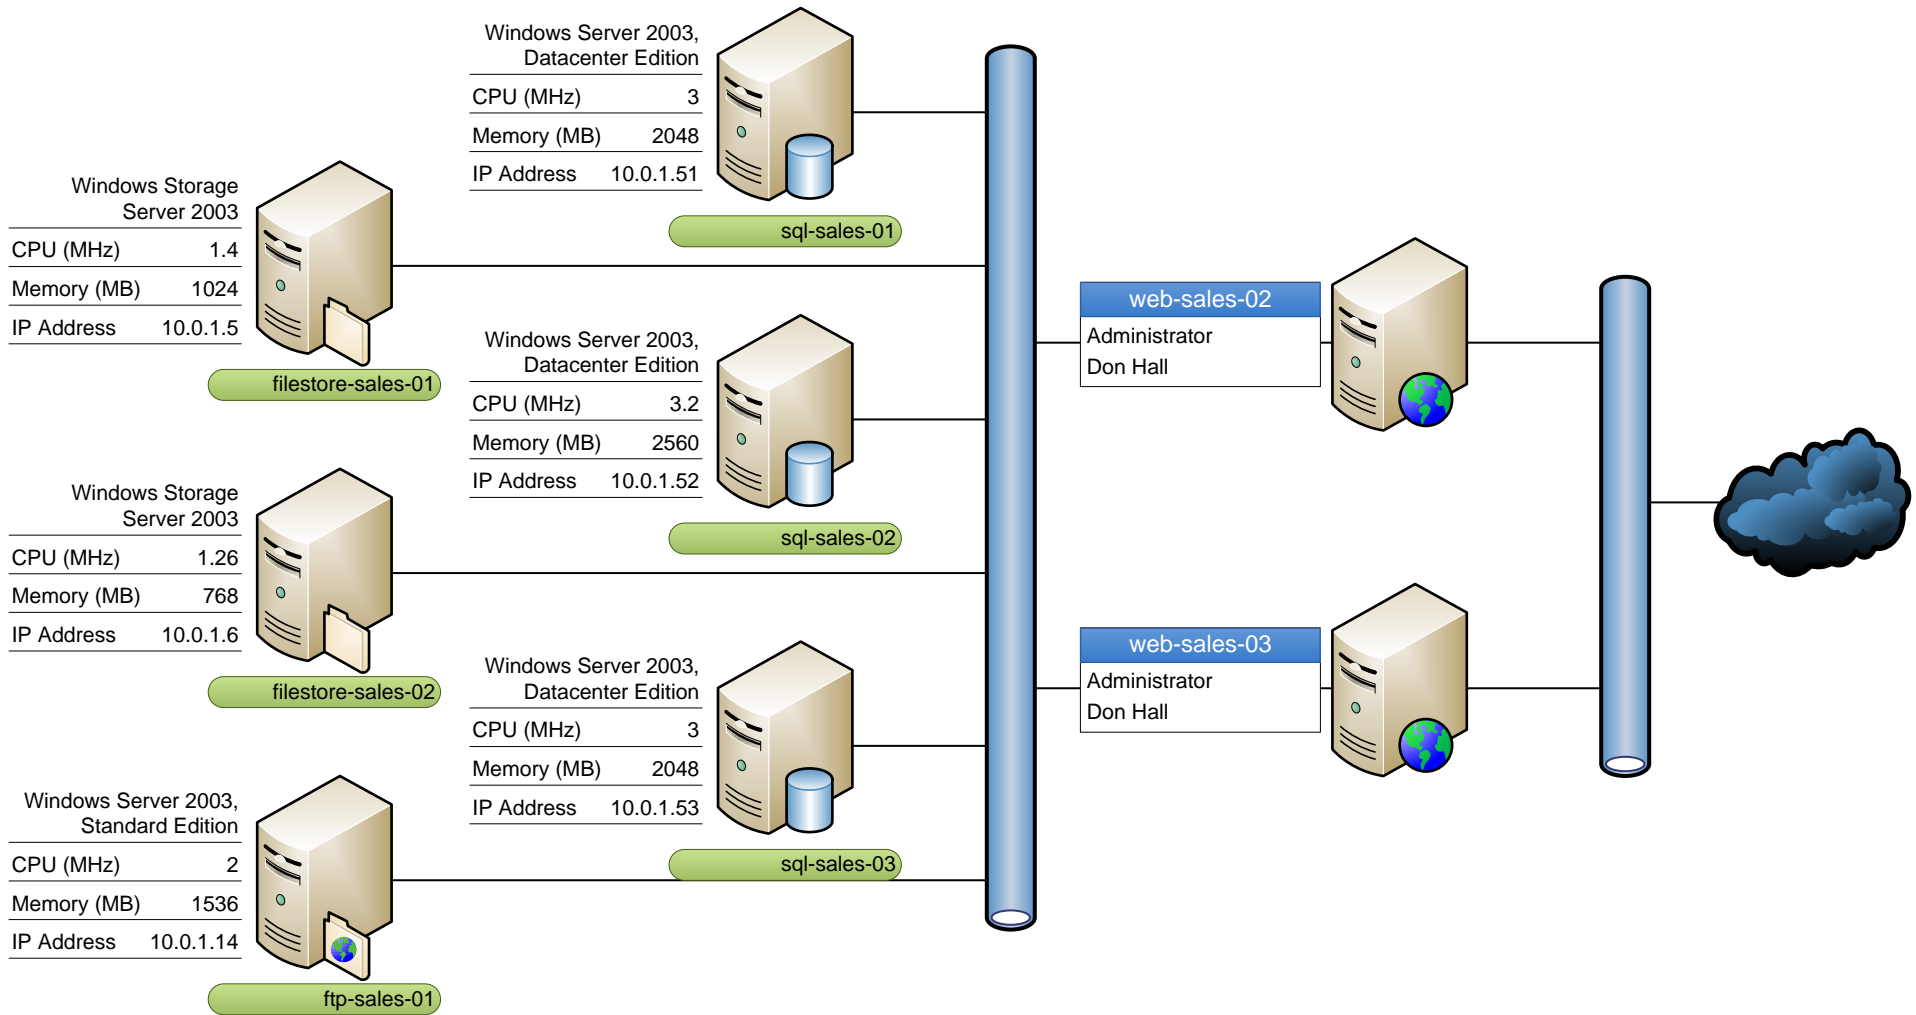 Windows Server 2003,
Datacenter Edition
CPU (MHz) 3
Memory (MB) 2048
IP Address 10.0.1.51
sql-sales-01
Windows Storage
Server 2003
CPU (MHz) 1.4
Memory (MB) 1024
IP Address 10.0.1.5
filestore-sales-01
Windows Server 2003,
Datacenter Edition
CPU (MHz) 3.2
Memory (MB) 2560
IP Address 10.0.1.52
sql-sales-02
Windows Storage
Server 2003
CPU (MHz) 1.26
Memory (MB) 768
IP Address 10.0.1.6
filestore-sales-02
Windows Server 2003,
Datacenter Edition
CPU (MHz) 3
Memory (MB) 2048
IP Address 10.0.1.53
sql-sales-03
Windows Server 2003,
Standard Edition
CPU (MHz) 2
Memory (MB) 1536
IP Address 10.0.1.14
ftp-sales-01
web-sales-02
Administrator
Don Hall
web-sales-03
Administrator
Don Hall